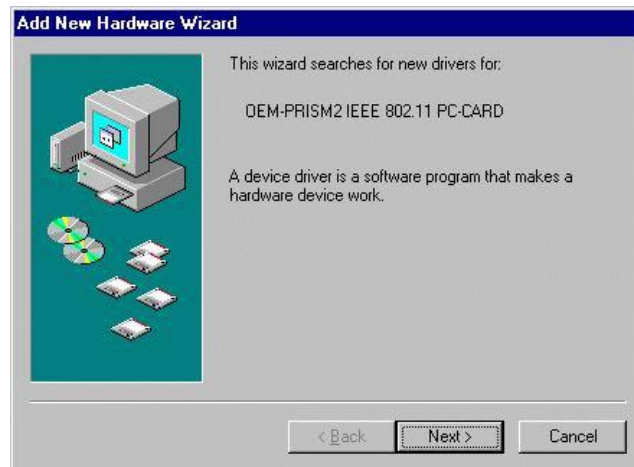 Add New Hardware Wizard
This wizard searches for new drivers for:
OEM-PRISM2 IEEE 802.11 PC-CARD
A device driver is a software program that makes a
hardware device work.
< Back
Next >
Cancel